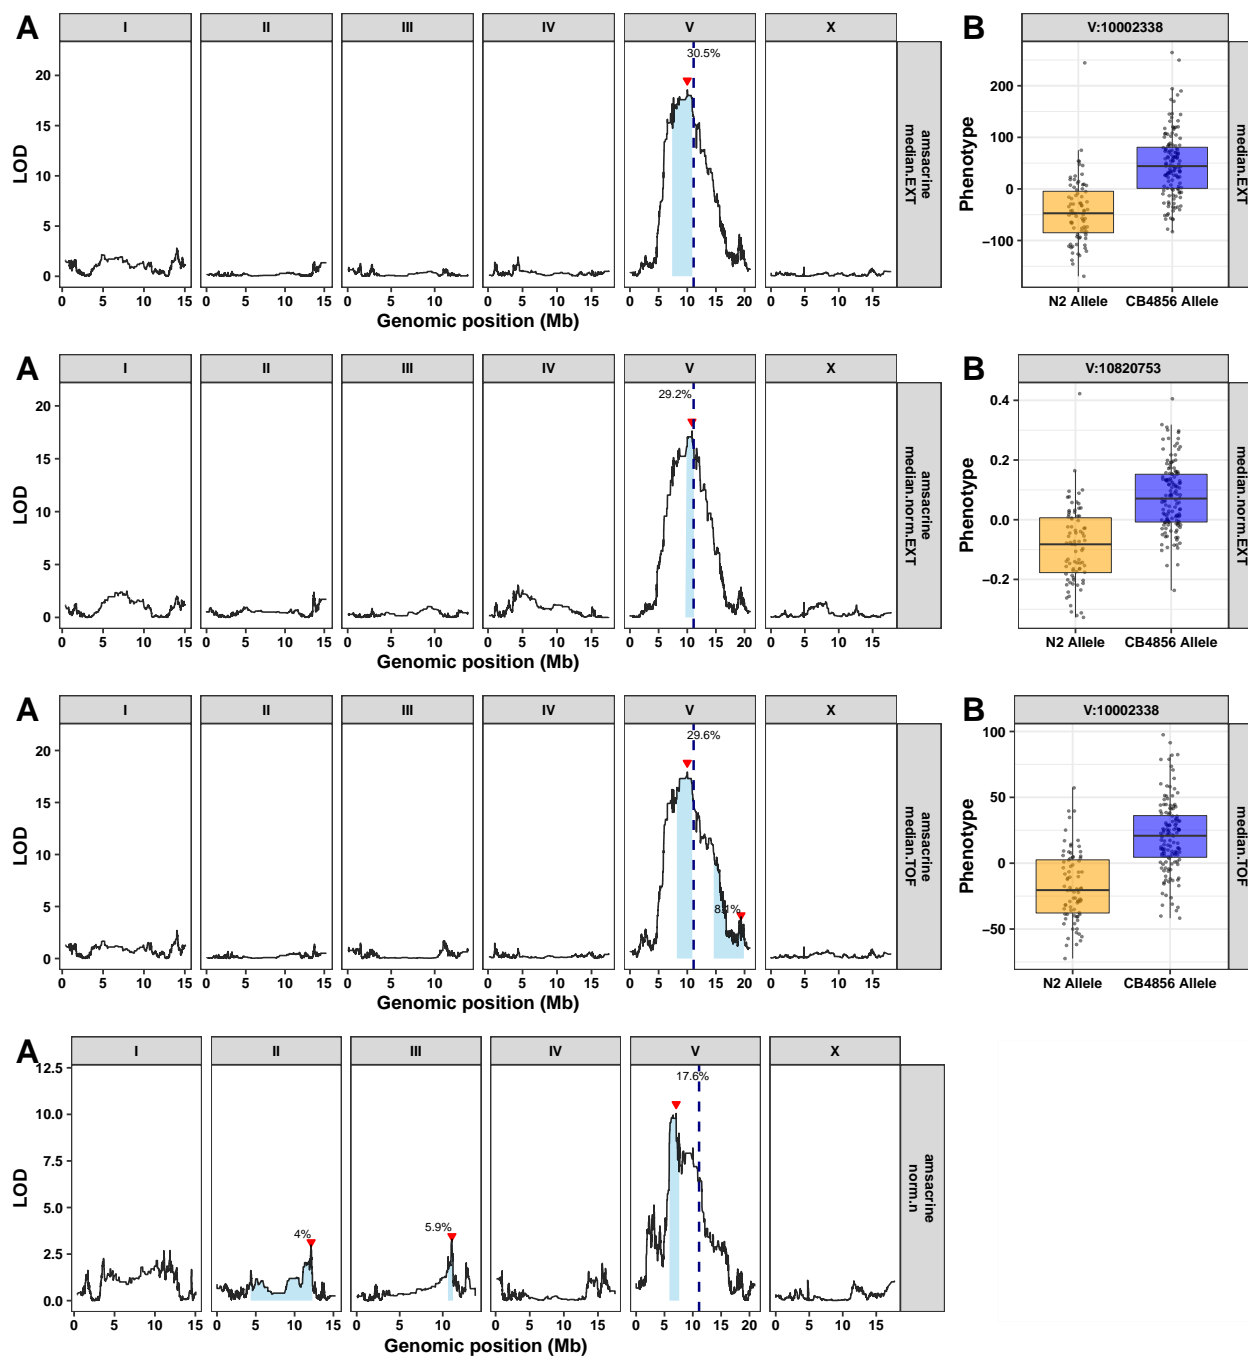 A
I II III IV V X
30.5%
LOD
20
15
10
5
0
0 5 10 15 0 5 10 15 0 5 10 0 5 10 15 0 5 10 15 20 0 5 10 15
Genomic position (Mb)
amsacrine
median.EXT
B
V:10002338
Phenotype
200
100
0
−100
N2 Allele CB4856 Allele
median.EXT
A
I II III IV V X
29.2%
LOD
20
15
10
5
0
0 5 10 15 0 5 10 15 0 5 10 0 5 10 15 0 5 10 15 20 0 5 10 15
Genomic position (Mb)
amsacrine
median.norm.EXT
B
V:10820753
Phenotype
0.4
0.2
0.0
−0.2
N2 Allele CB4856 Allele
median.norm.EXT
A
I II III IV V X
29.6%
8.1%
LOD
20
15
10
5
0
0 5 10 15 0 5 10 15 0 5 10 0 5 10 15 0 5 10 15 20 0 5 10 15
Genomic position (Mb)
amsacrine
median.TOF
B
V:10002338
Phenotype
100
50
0
−50
N2 Allele CB4856 Allele
median.TOF
A
I II III IV V X
17.6%
4%
5.9%
LOD
12.5
10.0
7.5
5.0
2.5
0.0
0 5 10 15 0 5 10 15 0 5 10 0 5 10 15 0 5 10 15 20 0 5 10 15
Genomic position (Mb)
amsacrine
norm.n